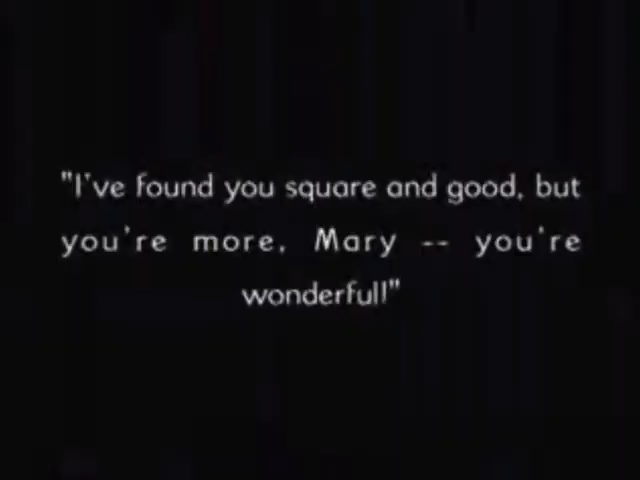 "I've found you square and good, but
you're more, Mary -- you're
wonderful!"